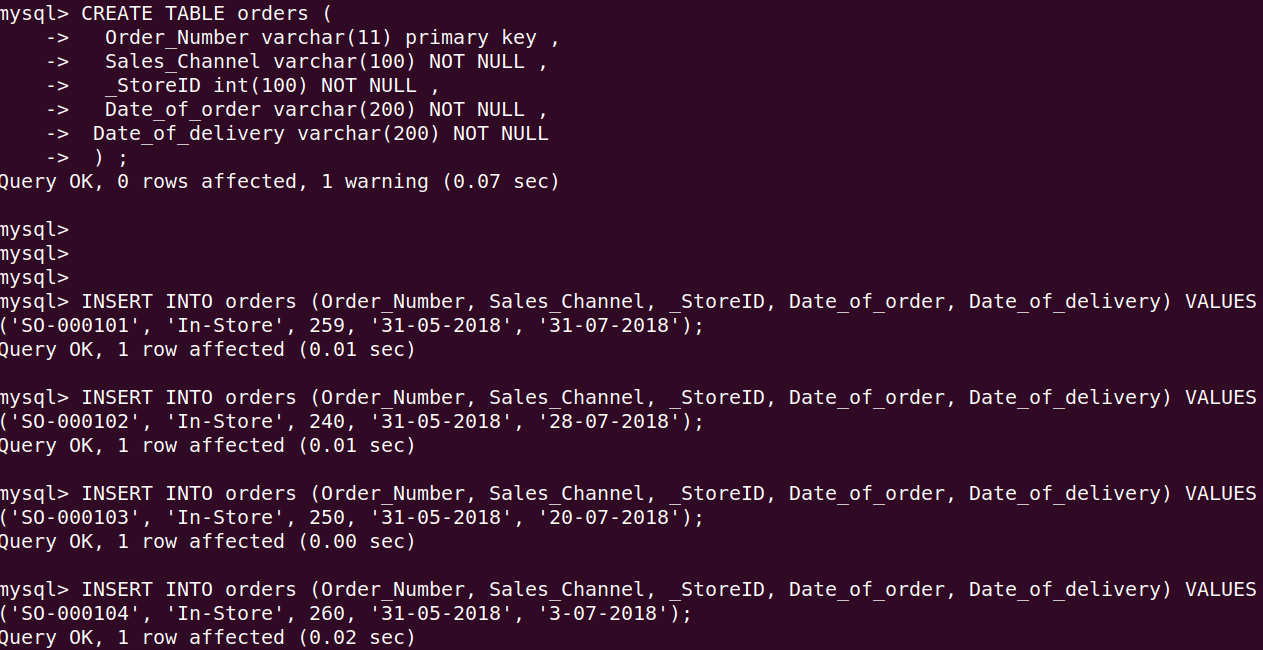 mysql> CREATE TABLE orders (
    ->   Order_Number varchar(11) primary key ,
    ->   Sales_Channel varchar(100) NOT NULL ,
    ->   _StoreID int(100) NOT NULL ,
    ->   Date_of_order varchar(200) NOT NULL ,
    ->  Date_of_delivery varchar(200) NOT NULL
    ->  ) ;
Query OK, 0 rows affected, 1 warning (0.07 sec)
mysql>
mysql>
mysql>
mysql> INSERT INTO orders (Order_Number, Sales_Channel, _StoreID, Date_of_order, Date_of_delivery) VALUES
('SO-000101', 'In-Store', 259, '31-05-2018', '31-07-2018');
Query OK, 1 row affected (0.01 sec)
mysql> INSERT INTO orders (Order_Number, Sales_Channel, _StoreID, Date_of_order, Date_of_delivery) VALUES
('SO-000102', 'In-Store', 240, '31-05-2018', '28-07-2018');
Query OK, 1 row affected (0.01 sec)
mysql> INSERT INTO orders (Order_Number, Sales_Channel, _StoreID, Date_of_order, Date_of_delivery) VALUES
('SO-000103', 'In-Store', 250, '31-05-2018', '20-07-2018');
Query OK, 1 row affected (0.00 sec)
mysql> INSERT INTO orders (Order_Number, Sales_Channel, _StoreID, Date_of_order, Date_of_delivery) VALUES
('SO-000104', 'In-Store', 260, '31-05-2018', '3-07-2018');
Query OK, 1 row affected (0.02 sec)